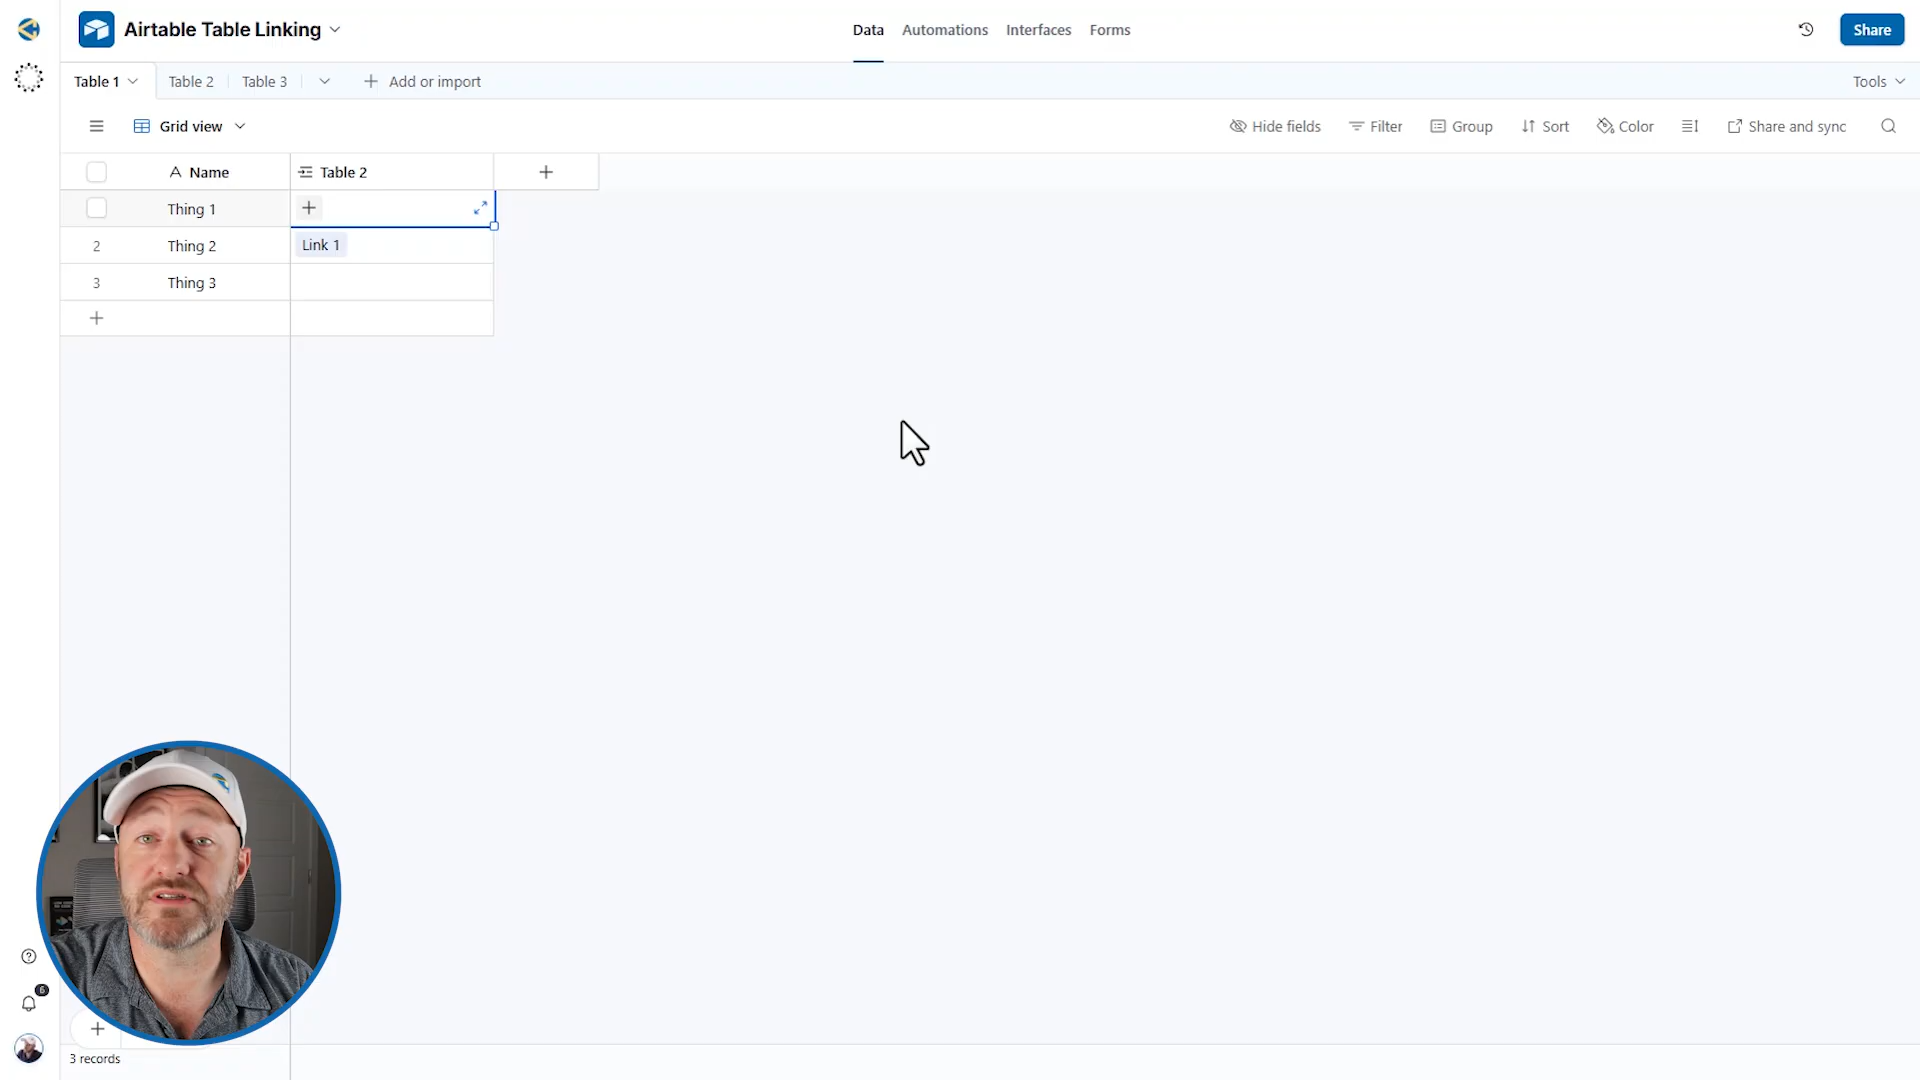 Airtable Table Linking
Data Automations Interfaces Forms
Share
Table 1 Table 2 Table 3 Add or import
Tools
Grid view
Hide fields Filter Group Sort Color Share and sync
Name Table 2
Thing 1
2 Thing 2 Link 1
3 Thing 3
6
3 records